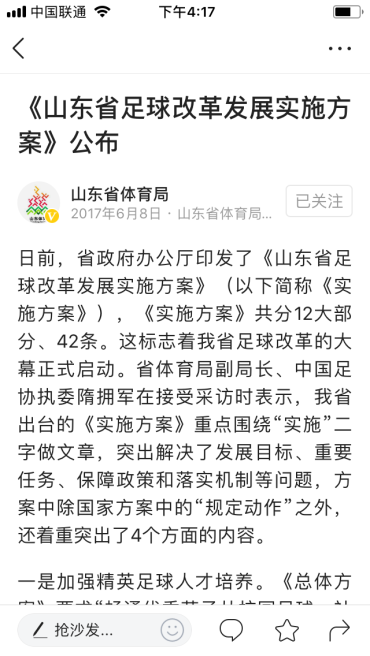 中国联通 下午4:17
《山东省足球改革发展实施方
案》公布
山东省体育局
2017年6月8日 · 山东省体育局...
已关注
日前，省政府办公厅印发了《山东省足
球改革发展实施方案》（以下简称《实
施方案》），《实施方案》共分12大部
分、42条。这标志着我省足球改革的大
幕正式启动。省体育局副局长、中国足
协执委隋拥军在接受采访时表示，我省
出台的《实施方案》重点围绕“实施”二
字做文章，突出解决了发展目标、重要
任务、保障政策和落实机制等问题，方
案中除国家方案中的“规定动作”之外，
还着重突出了4个方面的内容。
一是加强精英足球人才培养。《总体方
抢沙发...